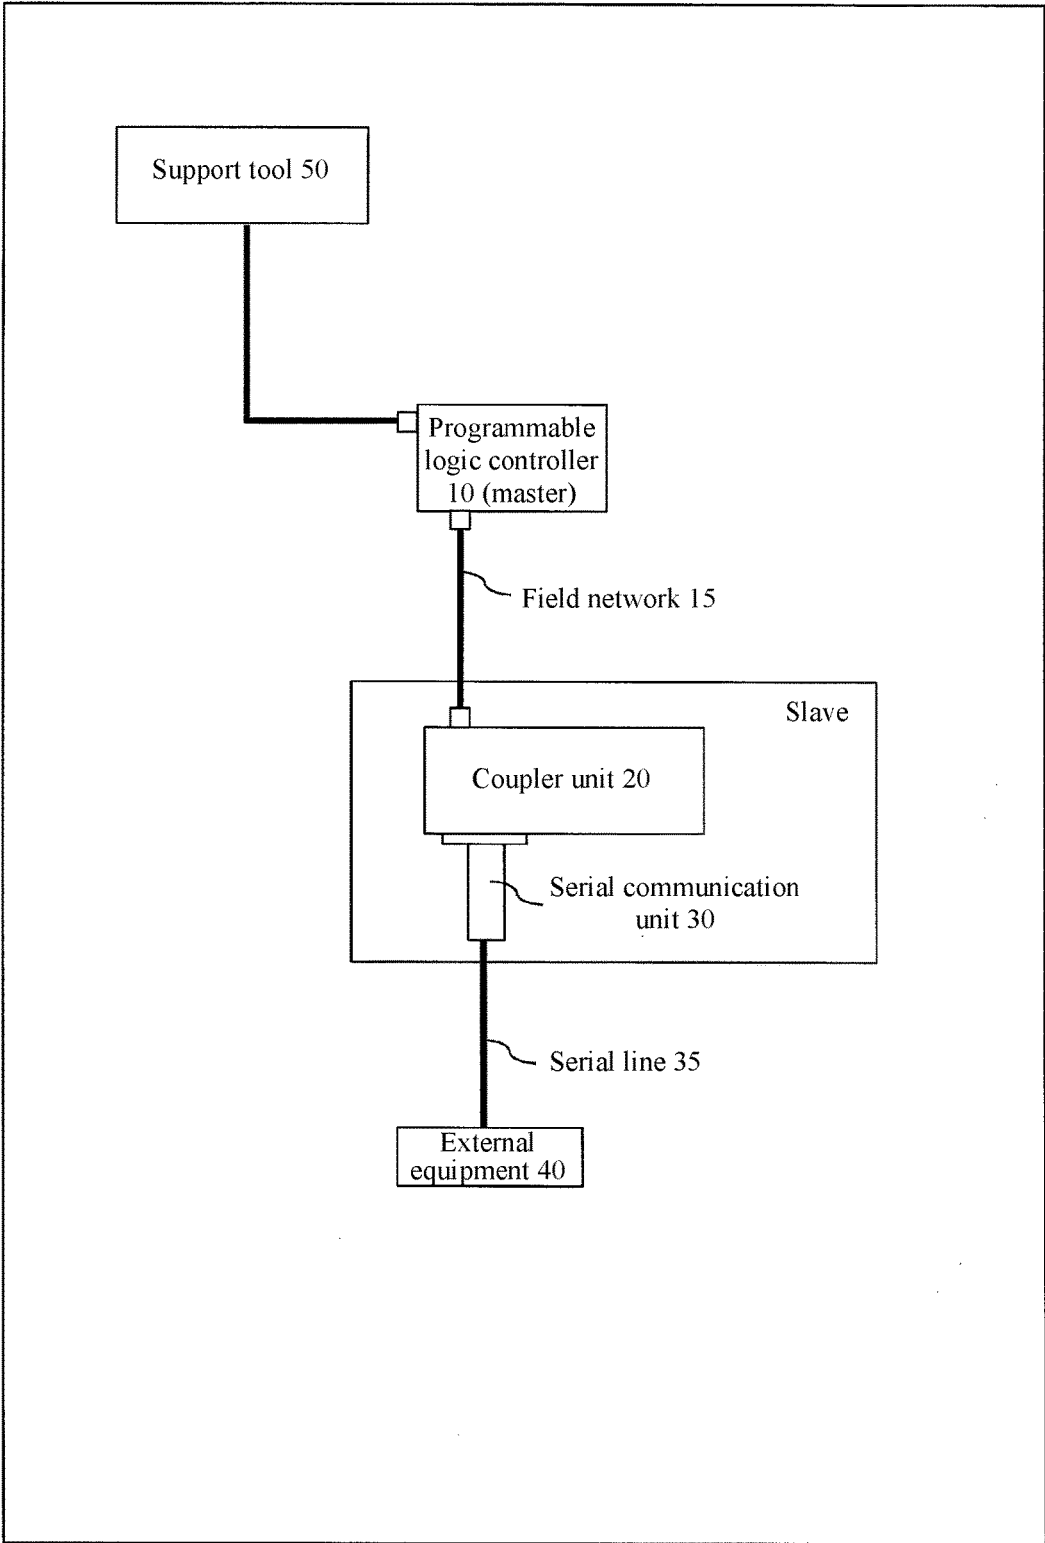 Support tool 50
Programmable
logic controller
10 (master)
Field network 15
Slave
Coupler unit 20
Serial communication
unit 30
Serial line 35
External
equipment 40